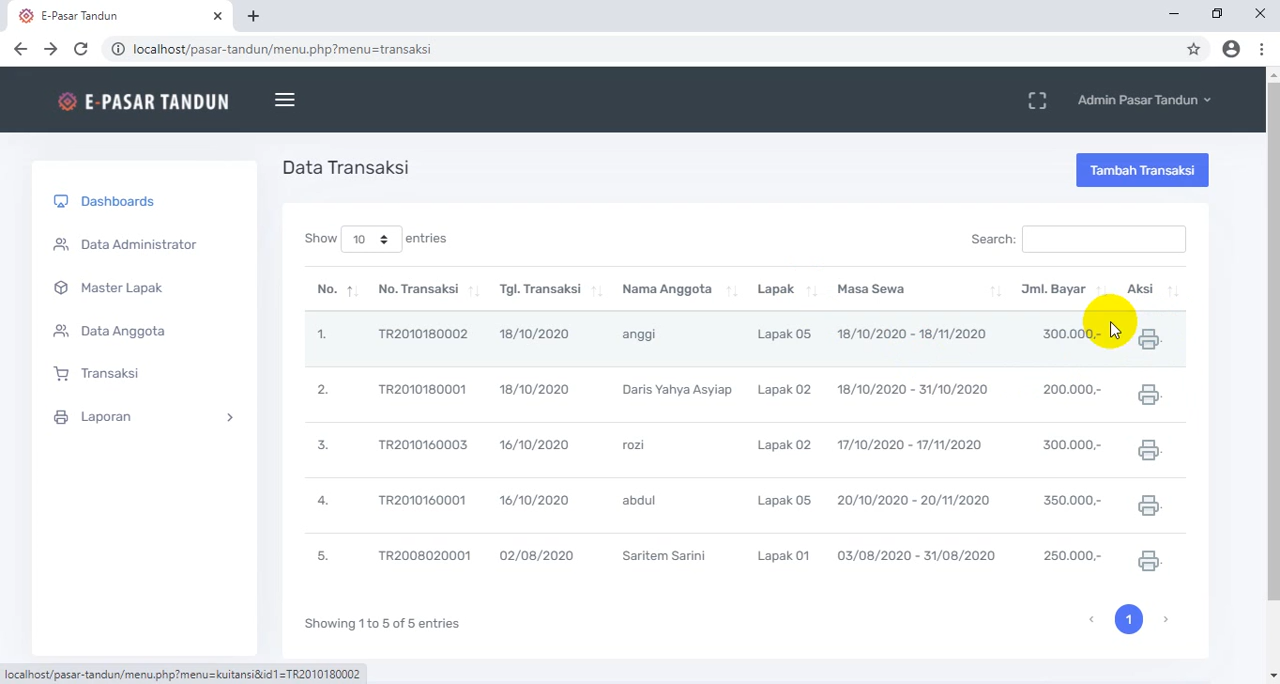 E-Pasar Tandun
localhost/pasar-tandun/menu.php?menu=transaksi
E-PASAR TANDUN
Admin Pasar Tandun
Dashboards
Data Administrator
Master Lapak
Data Anggota
Transaksi
Laporan
Data Transaksi
Tambah Transaksi
Show 10 entries
Search:
No. No. Transaksi Tgl. Transaksi Nama Anggota Lapak Masa Sewa Jml. Bayar Aksi
1. TR2010180002 18/10/2020 anggi Lapak 05 18/10/2020 - 18/11/2020 300.000,-
2. TR2010180001 18/10/2020 Daris Yahya Asyiap Lapak 02 18/10/2020 - 31/10/2020 200.000,-
3. TR2010160003 16/10/2020 rozi Lapak 02 17/10/2020 - 17/11/2020 300.000,-
4. TR2010160001 16/10/2020 abdul Lapak 05 20/10/2020 - 20/11/2020 350.000,-
5. TR2008020001 02/08/2020 Saritem Sarini Lapak 01 03/08/2020 - 31/08/2020 250.000,-
Showing 1 to 5 of 5 entries
1
localhost/pasar-tandun/menu.php?menu=kuitansi&id1=TR2010180002